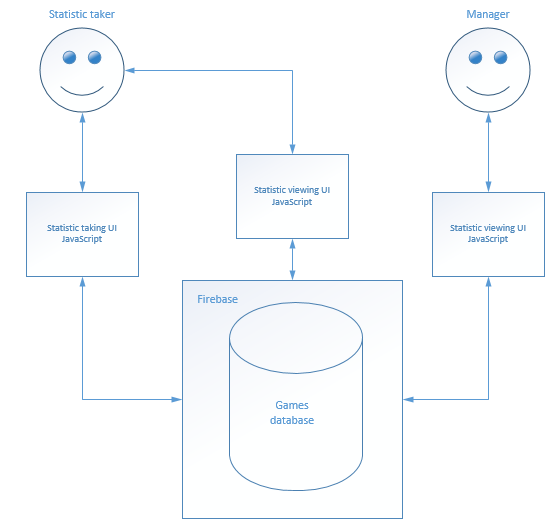 Statistic taker
Manager
Statistic viewing UI
JavaScript
Statistic taking UI
JavaScript
Statistic viewing UI
JavaScript
Firebase
Games
database